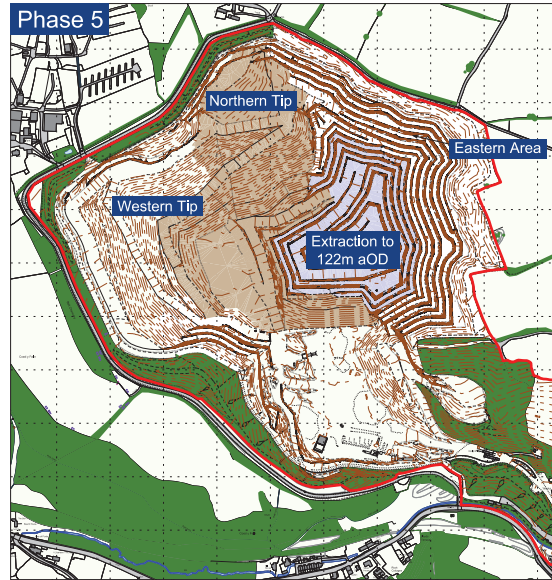 Phase 5
Northern Tip
Eastern Area
Western Tip
Extraction to
122m aOD